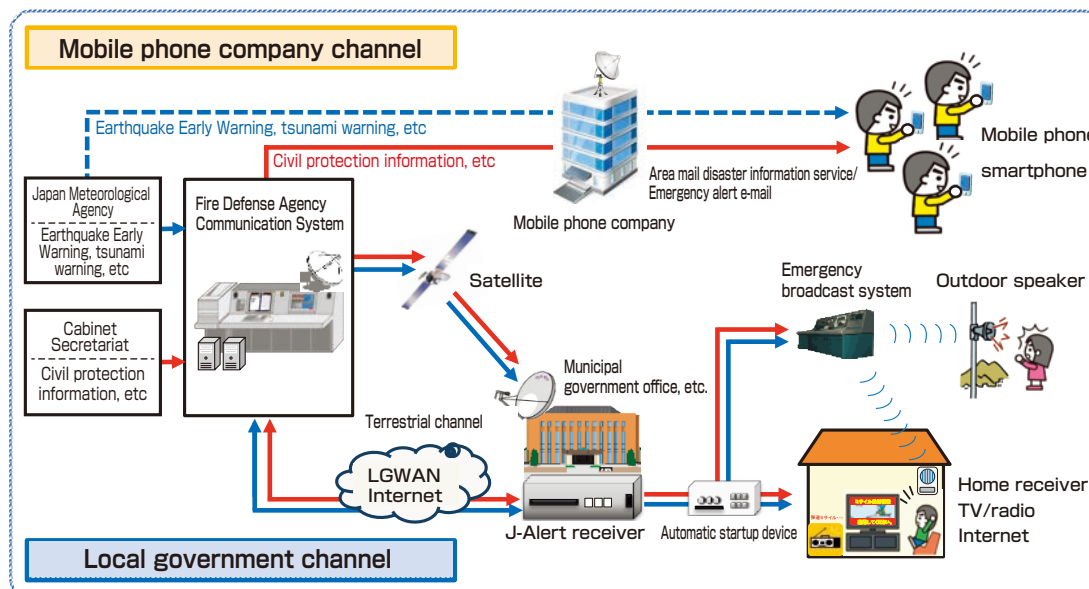 Mobile phone company channel
Earthquake Early Warning, tsunami warning, etc
Civil protection information, etc
Area mail disaster information service/
Emergency alert e-mail
Mobile phone company
Mobile phone
smartphone
Japan Meteorological
Agency
Earthquake Early
Warning, tsunami
warning, etc
Fire Defense Agency
Communication System
Satellite
Cabinet
Secretariat
Civil protection
information, etc
Emergency
broadcast system
Outdoor speaker
Municipal
government office, etc.
Terrestrial channel
LGWAN
Internet
J-Alert receiver
Automatic startup device
Home receiver
TV/radio
Internet
Local government channel